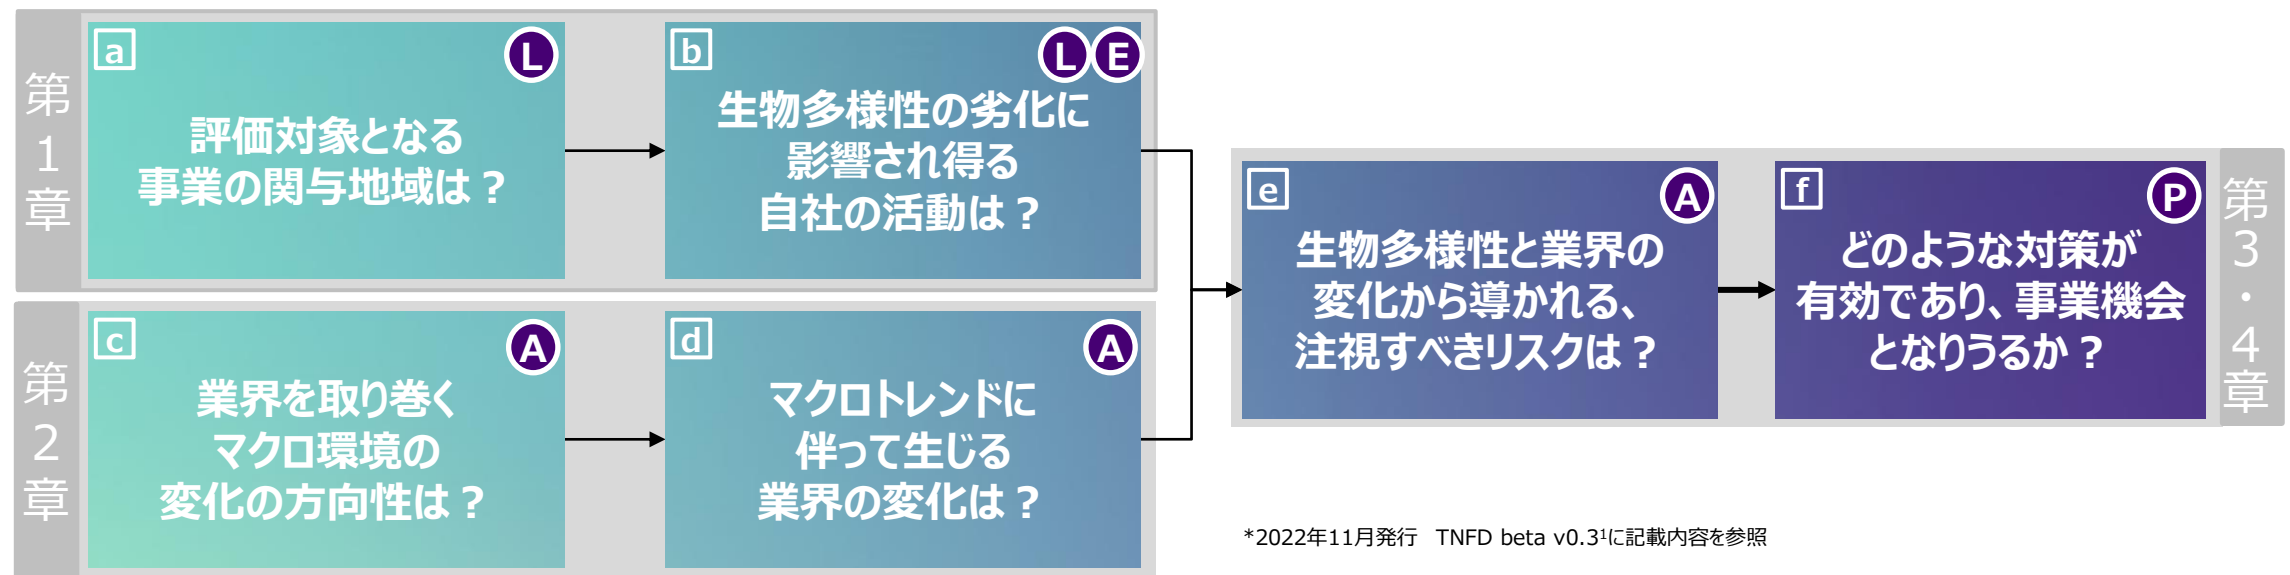 第
1
章
a
L
評価対象となる
事業の関与地域は？
b
L E
生物多様性の劣化に
影響され得る
自社の活動は？
第
2
章
c
A
業界を取り巻く
マクロ環境の
変化の方向性は？
d
A
マクロトレンドに
伴って生じる
業界の変化は？
e
A
生物多様性と業界の
変化から導かれる、
注視すべきリスクは？
f
P
どのような対策が
有効であり、事業機会
となりうるか？
第
3
・
4
章
*2022年11月発行　TNFD beta v0.3¹に記載内容を参照